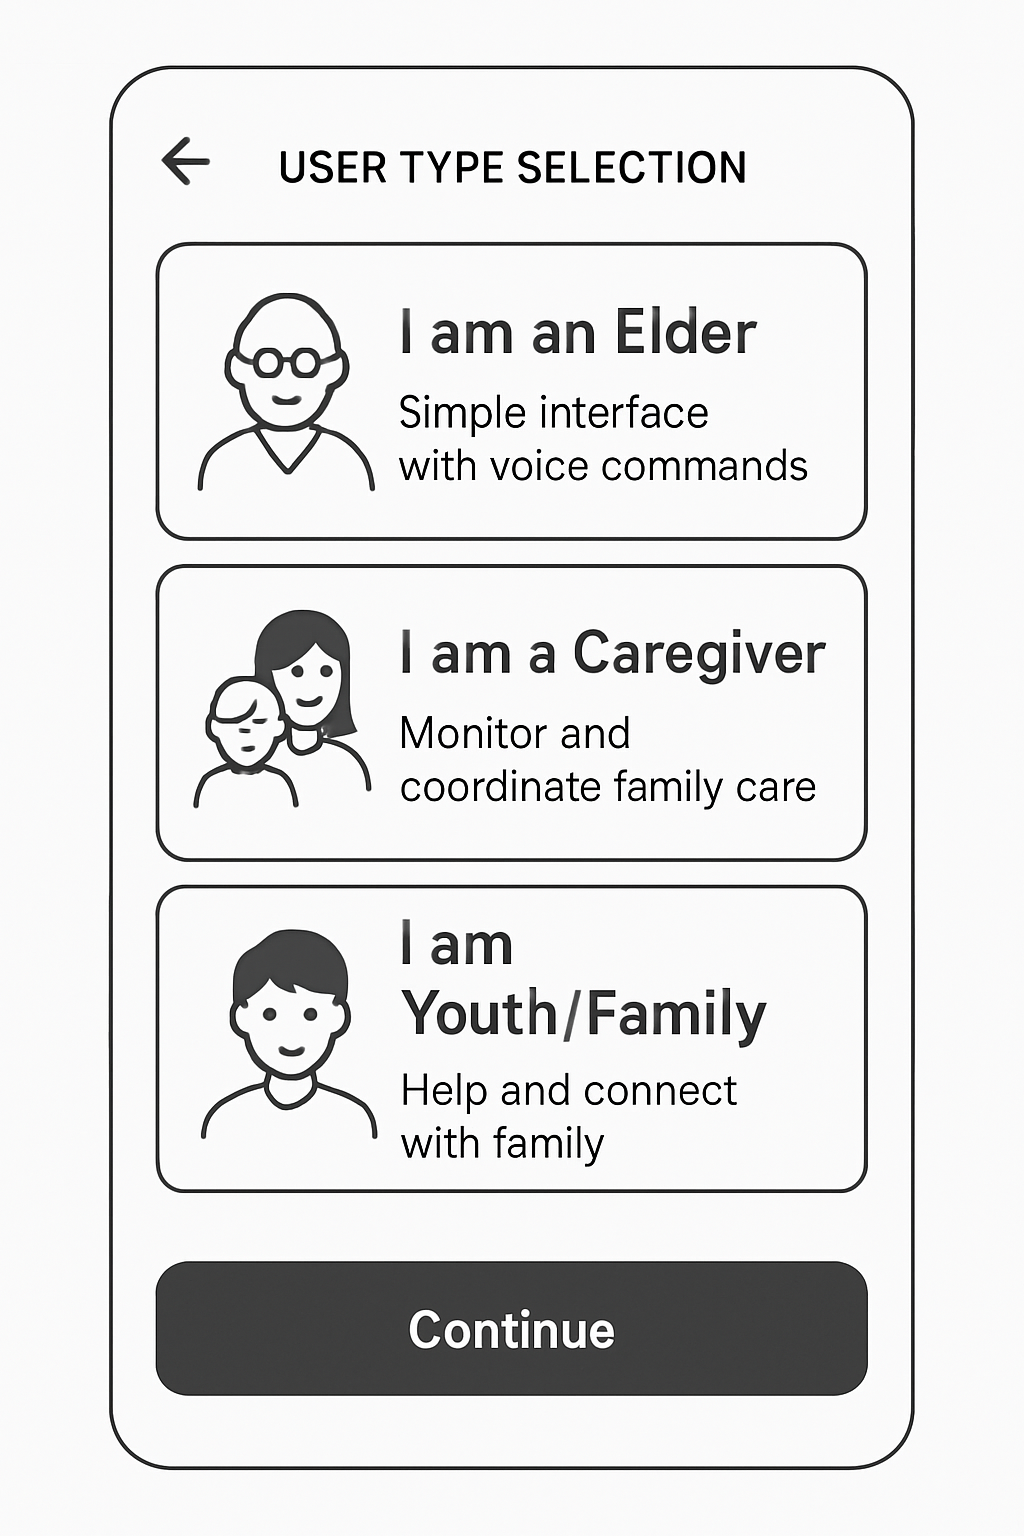 USER TYPE SELECTION
I am an Elder
Simple interface
with voice commands
I am a Caregiver
Monitor and
coordinate family care
I am
Youth/Family
Help and connect
with family
Continue